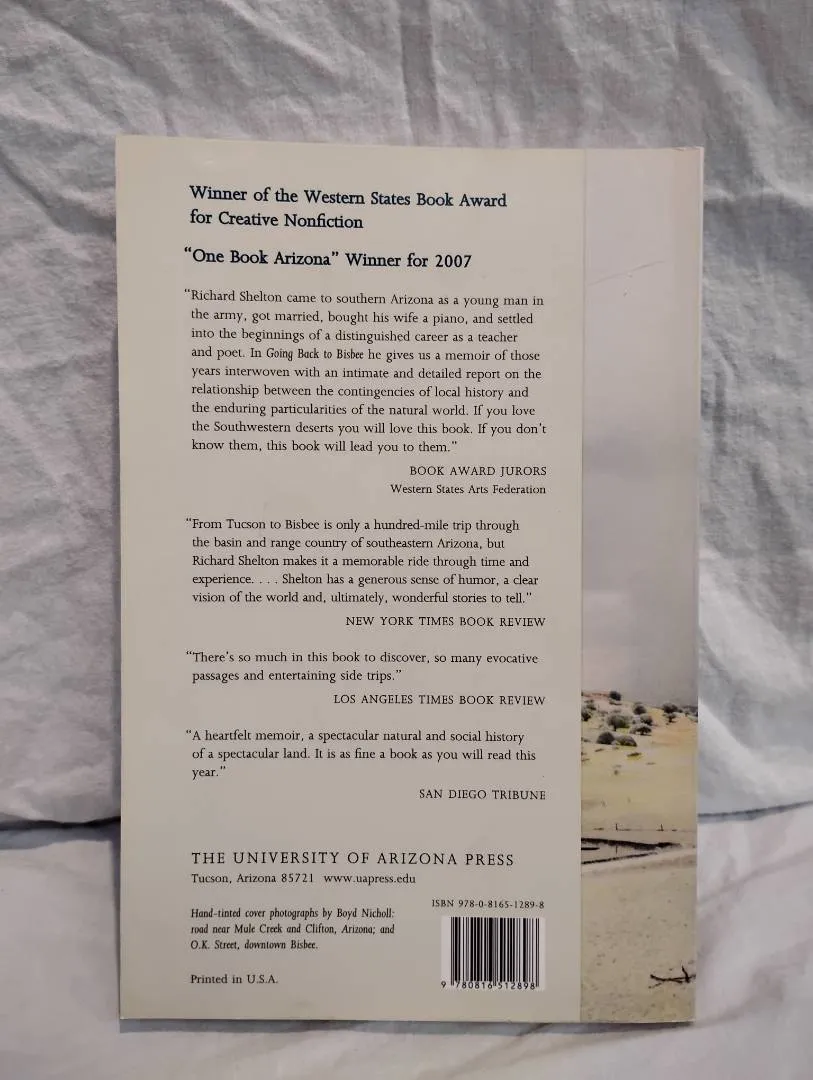 Winner of the Western States Book Award
for Creative Nonfiction
“One Book Arizona” Winner for 2007
“Richard Shelton came to southern Arizona as a young man in
the army, got married, bought his wife a piano, and settled
into the beginnings of a distinguished career as a teacher
and poet. In Going Back to Bisbee he gives us a memoir of those
years interwoven with an intimate and detailed report on the
relationship between the contingencies of local history and
the enduring particularities of the natural world. If you love
the Southwestern deserts you will love this book. If you don’t
know them, this book will lead you to them.”
BOOK AWARD JURORS
Western States Arts Federation
“From Tucson to Bisbee is only a hundred-mile trip through
the basin and range country of southeastern Arizona, but
Richard Shelton makes it a memorable ride through time and
experience. . . . Shelton has a generous sense of humor, a clear
vision of the world and, ultimately, wonderful stories to tell.”
NEW YORK TIMES BOOK REVIEW
“There’s so much in this book to discover, so many evocative
passages and entertaining side trips.”
LOS ANGELES TIMES BOOK REVIEW
“A heartfelt memoir, a spectacular natural and social history
of a spectacular land. It is as fine a book as you will read this
year.”
SAN DIEGO TRIBUNE
THE UNIVERSITY OF ARIZONA PRESS
Tucson, Arizona 85721 www.uapress.edu
Hand-tinted cover photographs by Boyd Nicholl:
road near Mule Creek and Clifton, Arizona; and
O.K. Street, downtown Bisbee.
Printed in U.S.A.
ISBN 978-0-8165-1289-8
9 780816 512898